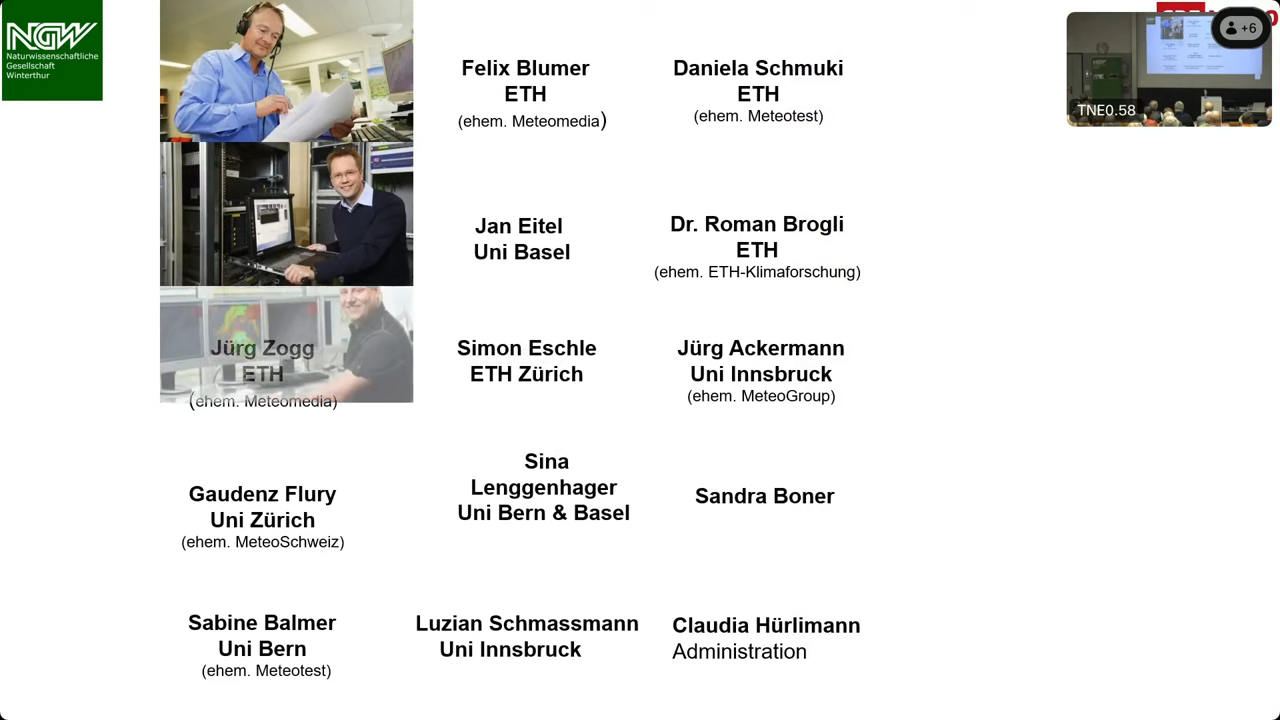 NGW
Naturwissenschaftliche
Gesellschaft
Winterthur
Felix Blumer
ETH
(ehem. Meteomedia)
Daniela Schmuki
ETH
(ehem. Meteotest)
+6
TNE0.58
Jan Eitel
Uni Basel
Dr. Roman Brogli
ETH
(ehem. ETH-Klimaforschung)
Jürg Zogg
ETH
(ehem. Meteomedia)
Simon Eschle
ETH Zürich
Jürg Ackermann
Uni Innsbruck
(ehem. MeteoGroup)
Gaudenz Flury
Uni Zürich
(ehem. MeteoSchweiz)
Sina
Lenggenhager
Uni Bern & Basel
Sandra Boner
Sabine Balmer
Uni Bern
(ehem. Meteotest)
Luzian Schmassmann
Uni Innsbruck
Claudia Hürlimann
Administration